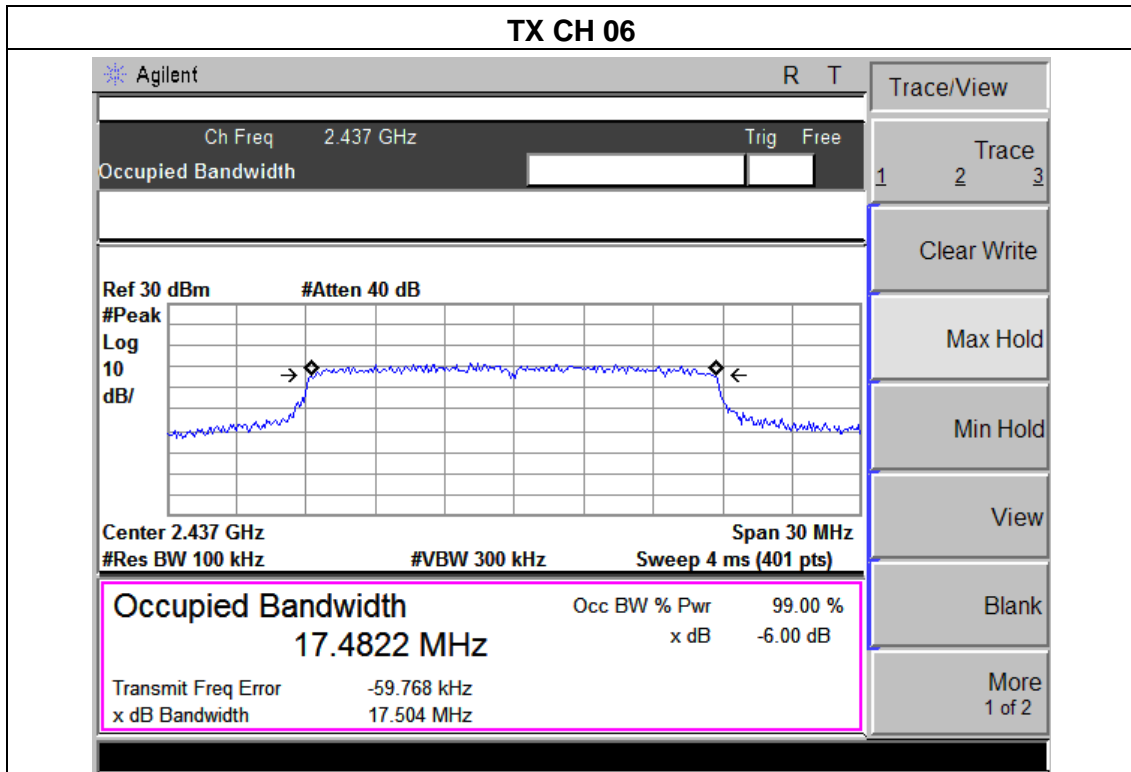 TX CH 06
Agilent R T
Trace/View
Ch Freq 2.437 GHz Trig Free
Occupied Bandwidth
Trace
1 2 3
Clear Write
Ref 30 dBm #Atten 40 dB
#Peak
Log
10
dB/
Max Hold
Min Hold
View
Center 2.437 GHz Span 30 MHz
#Res BW 100 kHz #VBW 300 kHz Sweep 4 ms (401 pts)
Occupied Bandwidth Occ BW % Pwr 99.00 %
17.4822 MHz x dB -6.00 dB
Blank
Transmit Freq Error -59.768 kHz
x dB Bandwidth 17.504 MHz
More
1 of 2